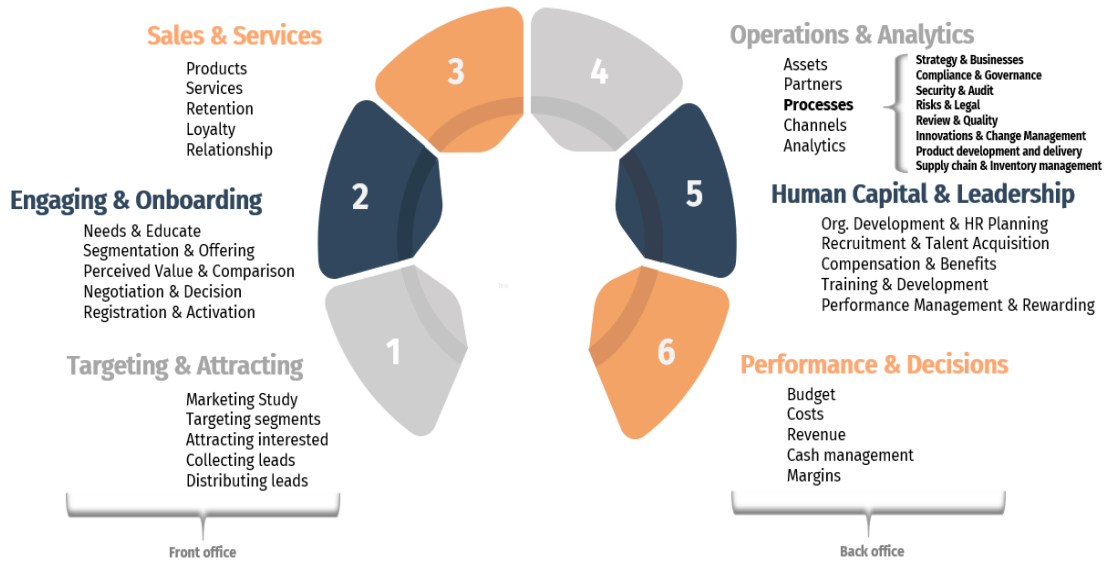 Sales & Services
Products
Services
Retention
Loyalty
Relationship
Engaging & Onboarding
Needs & Educate
Segmentation & Offering
Perceived Value & Comparison
Negotiation & Decision
Registration & Activation
Targeting & Attracting
Marketing Study
Targeting segments
Attracting interested
Collecting leads
Distributing leads
Front office
3
4
2
5
1
6
Operations & Analytics
Assets
Partners
Processes
Channels
Analytics
Strategy & Businesses
Compliance & Governance
Security & Audit
Risks & Legal
Review & Quality
Innovations & Change Management
Product development and delivery
Supply chain & Inventory management
Human Capital & Leadership
Org. Development & HR Planning
Recruitment & Talent Acquisition
Compensation & Benefits
Training & Development
Performance Management & Rewarding
Performance & Decisions
Budget
Costs
Revenue
Cash management
Margins
Back office